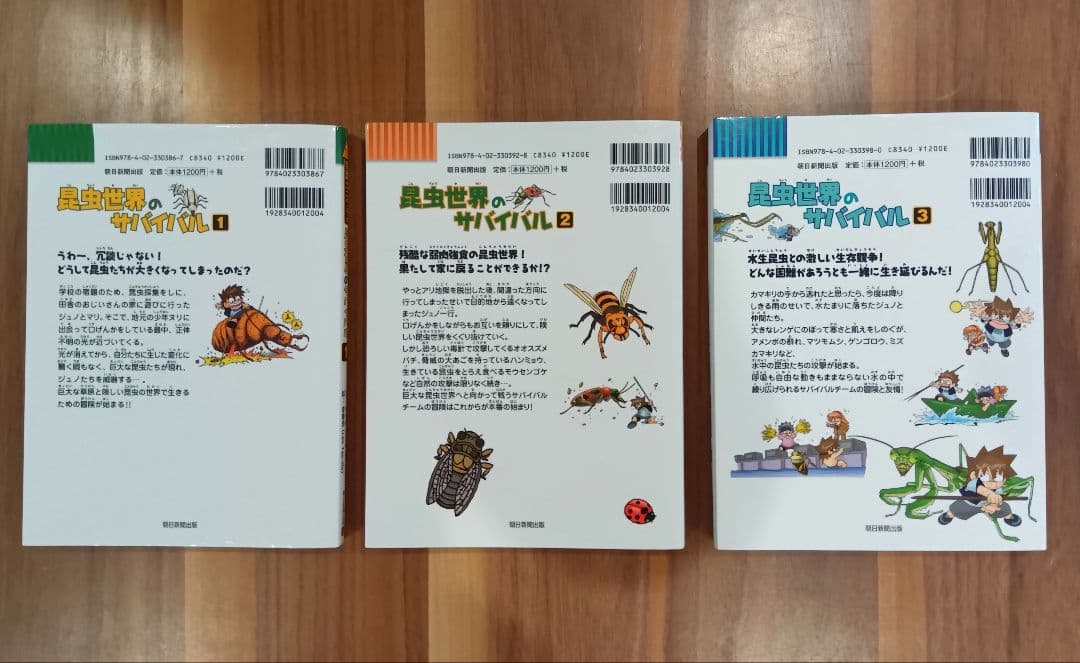 ISBN978-4-02-330386-7 C8340 ¥1200E
朝日新聞出版 定価:本体1200円+税
9784023303867
1928340012004
昆虫世界の
サバイバル 1
うわー、冗談じゃない!
どうして昆虫たちが大きくなってしまったのだ?
学校の宿題のため、昆虫採集をしに、
田舎のおじいさんの家に遊びに行った
ジュノとマリ。そこで、地元の少年ヌリに
出会って口げんかをしている最中、正体
不明の光が近づいてくる。
光が消えてから、自分たちに生じた変化に
驚く間もなく、巨大な昆虫たちが現れ、
ジュノたちを威嚇する…。
巨大な草原と険しい昆虫の世界で生きる
ための冒険が始まる!!
朝日新聞出版
ISBN978-4-02-330392-8 C8340 ¥1200E
朝日新聞出版 定価:本体1200円+税
9784023303928
1928340012004
昆虫世界の
サバイバル 2
残酷な弱肉強食の昆虫世界!
果たして家に戻ることができるか!?
やっとアリ地獄を脱出した後、間違った方向に
行ってしまったせいで目的地から遠くなってし
まったジュノ一行。
口げんかをしながらもお互いを頼りにして、険
しい昆虫世界をくぐり抜けていく。
しかし恐ろしい毒針で攻撃してくるオオスズメ
バチ、脅威の大あごを持っているハンミョウ、
生きている昆虫をとらえ食べるモウセンゴケ
など自然の攻撃は限りなく続き…。
巨大な昆虫世界へと向かって戦うサバイバル
チームの冒険はこれからが本番の始まり!
朝日新聞出版
ISBN978-4-02-330398-0 C8340 ¥1200E
朝日新聞出版 定価:本体1200円+税
9784023303980
1928340012004
昆虫世界の
サバイバル 3
水生昆虫との激しい生存競争!
どんな困難があろうとも一緒に生き延びるんだ!
カマキリの手から逃れたと思ったら、今度は降り
しきる雨のせいで、水たまりに落ちたジュノと
仲間たち。
大きなレンゲにのぼって寒さと飢えをしのぐが、
アメンボの群れ、マツモムシ、ゲンゴロウ、ミズ
カマキリなど、
水中の昆虫たちの攻撃が始まる。
呼吸も自由な動きもままならない水の中で
繰り広げられるサバイバルチームの冒険と友情!
朝日新聞出版